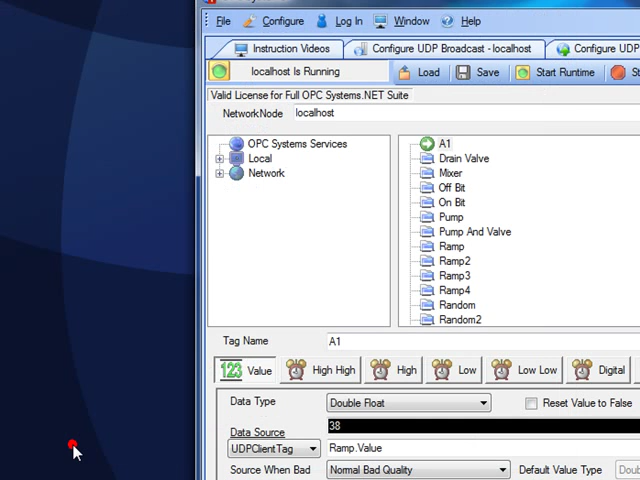 File Configure Log In Window Help
Instruction Videos Configure UDP Broadcast - localhost Configure UDP
localhost Is Running Load Save Start Runtime
Valid License for Full OPC Systems.NET Suite
NetworkNode localhost
OPC Systems Services
Local
Network
A1
Drain Valve
Mixer
Off Bit
On Bit
Pump
Pump And Valve
Ramp
Ramp2
Ramp3
Ramp4
Random
Random2
Tag Name A1
123 Value High High High Low Low Low Digital
Data Type Double Float Reset Value to False
Data Source 38
UDPClientTag Ramp.Value
Source When Bad Normal Bad Quality Default Value Type Doub